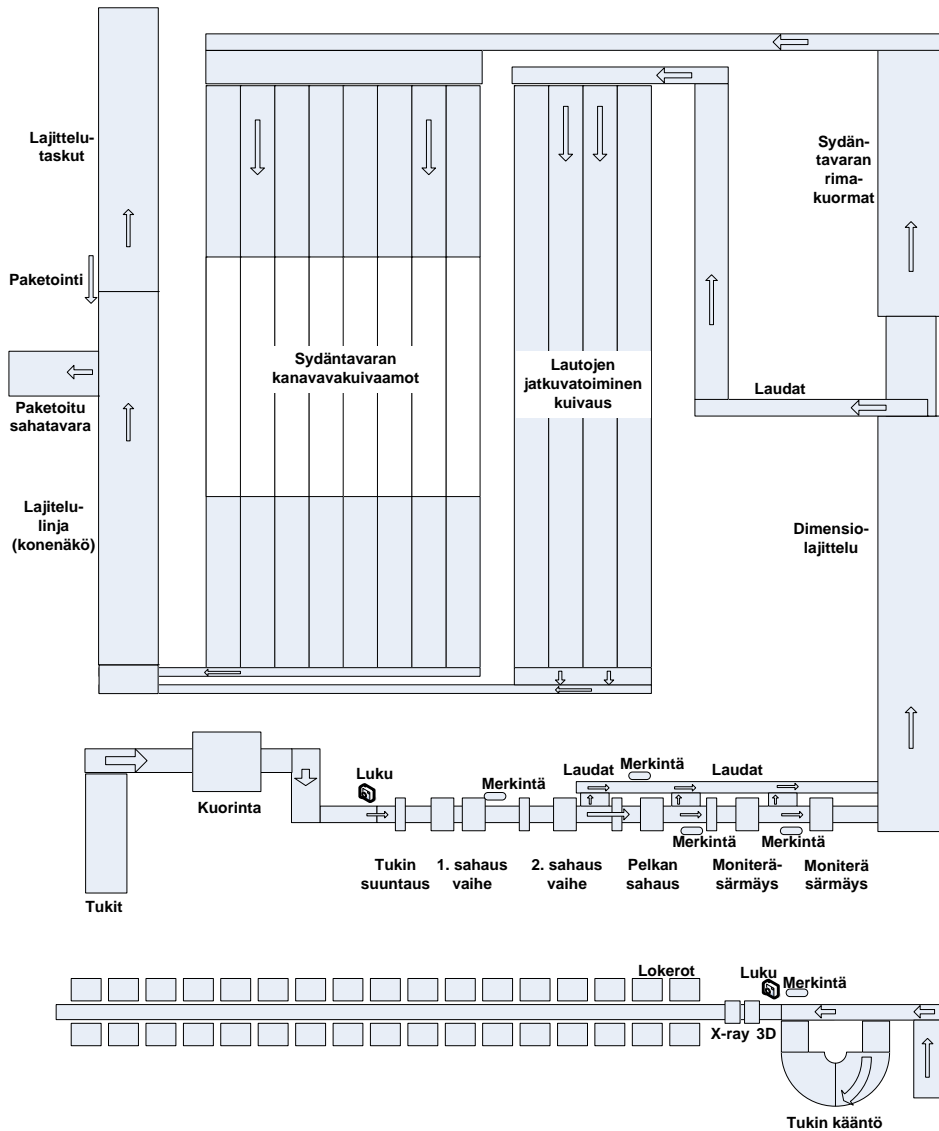 Lajittelu-
taskut
Sydän-
tavaran
rima-
kuormat
Paketointi
Sydäntavaran
kanavavakuivaamot
Lautojen
jatkuvatoiminen
kuivaus
Laudat
Paketoitu
sahatavara
Lajitelu-
linja
(konenäkö)
Dimensio-
lajittelu
Luku
Merkintä
Laudat
Merkintä
Laudat
Kuorinta
Merkintä
Merkintä
Tukin
suuntaus
1. sahaus
vaihe
2. sahaus
vaihe
Pelkan
sahaus
Moniterä-
särmäys
Moniterä
särmäys
Tukit
Lokerot
Luku
Merkintä
X-ray
3D
Tukin kääntö